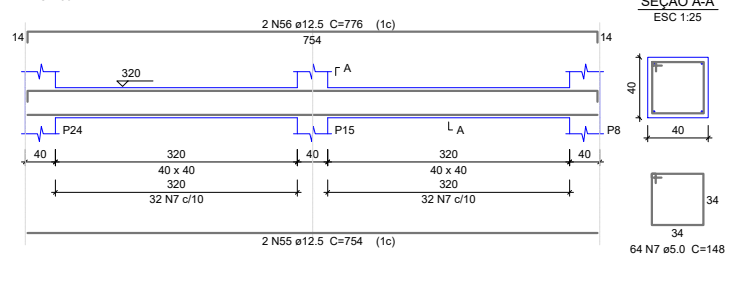 SEÇÃO A-A
ESC 1:25
2 N56 ø12.5 C=776 (1c)
14
754
14
A
320
40
40
P24
P15
A
P8
40
320
40
320
40
40 x 40
40 x 40
320
320
32 N7 c/10
32 N7 c/10
34
34
2 N55 ø12.5 C=754 (1c)
64 N7 ø5.0 C=148